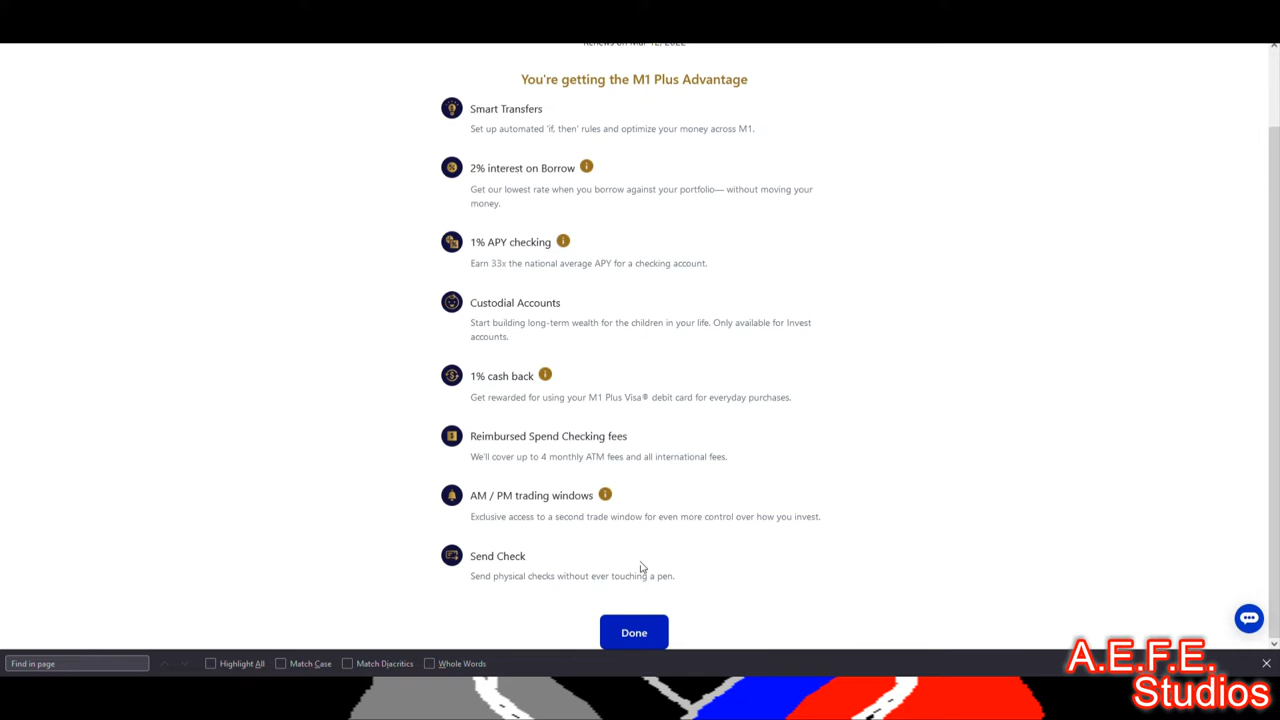 Renews on Mar 12, 2022
You're getting the M1 Plus Advantage
Smart Transfers
Set up automated 'if, then' rules and optimize your money across M1.
2% interest on Borrow
Get our lowest rate when you borrow against your portfolio— without moving your
money.
1% APY checking
Earn 33x the national average APY for a checking account.
Custodial Accounts
Start building long-term wealth for the children in your life. Only available for Invest
accounts.
1% cash back
Get rewarded for using your M1 Plus Visa® debit card for everyday purchases.
Reimbursed Spend Checking fees
We'll cover up to 4 monthly ATM fees and all international fees.
AM / PM trading windows
Exclusive access to a second trade window for even more control over how you invest.
Send Check
Send physical checks without ever touching a pen.
Done
Find in page Highlight All Match Case Match Diacritics Whole Words
A.E.F.E.
Studios